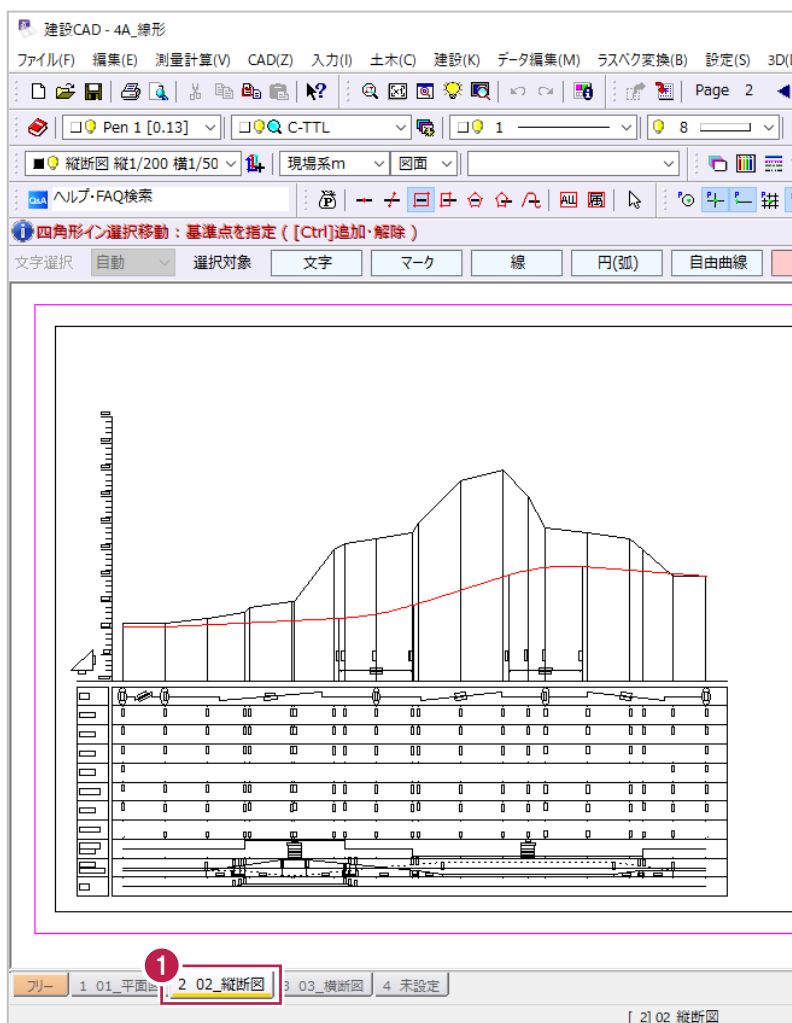 建設CAD - 4A_線形
ファイル(F) 編集(E) 測量計算(V) CAD(Z) 入力(I) 土木(C) 建設(K) データ編集(M) ラスベク変換(B) 設定(S) 3D(
Page 2
Pen 1 [0.13] C-TTL 1 8
縦断図 縦1/200 横1/50 現場系m 図面
Q&A ヘルプ・FAQ検索 ALL 属
四角形イン選択移動 : 基準点を指定 ( [Ctrl]追加・解除 )
文字選択 自動 選択対象 文字 マーク 線 円(弧) 自由曲線
1
フリー 1 01_平面図 2 02_縦断図 3 03_横断図 4 未設定
[ 2] 02_縦断図